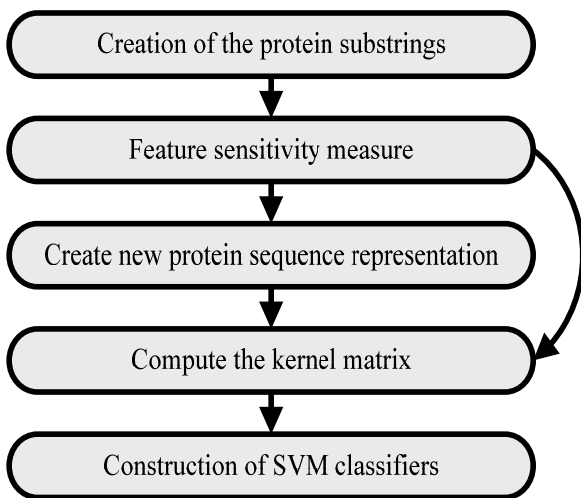 Creation of the protein substrings
Feature sensitivity measure
Create new protein sequence representation
Compute the kernel matrix
Construction of SVM classifiers